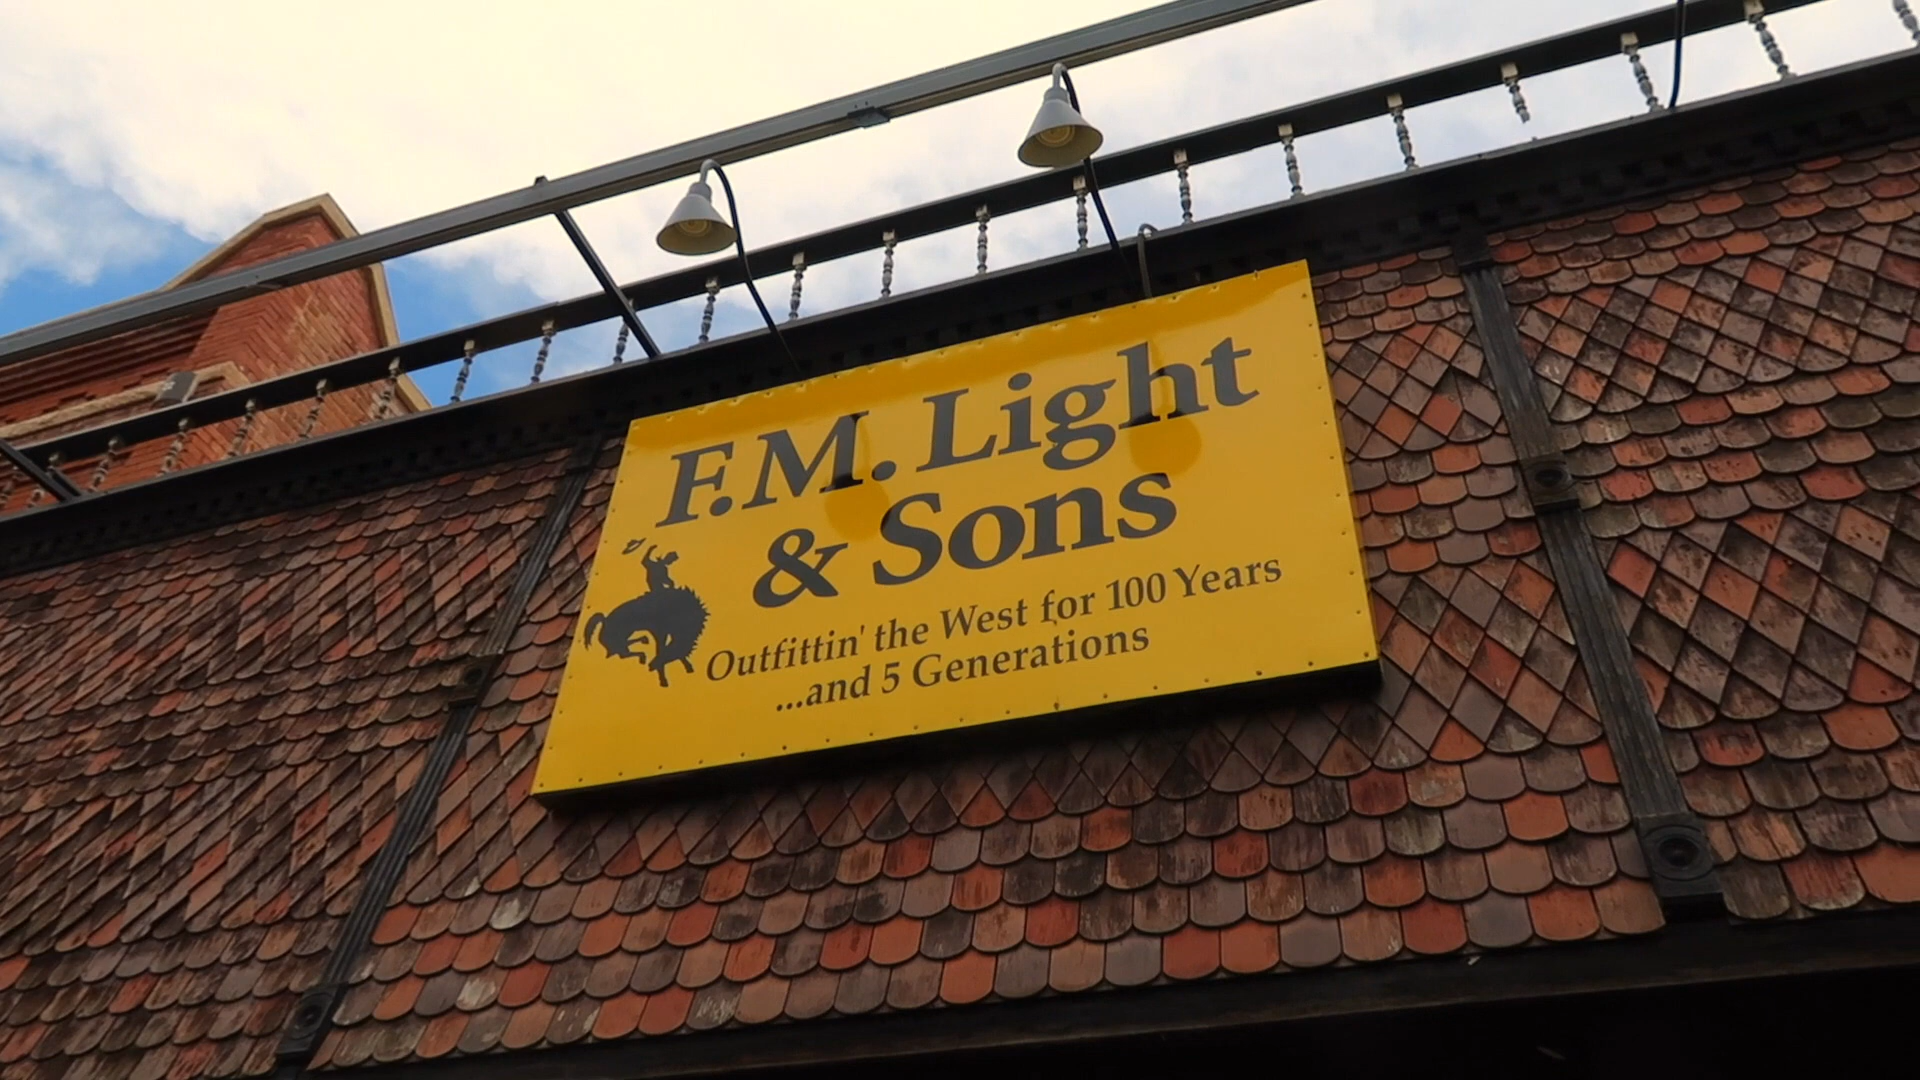 F.M. Light
& Sons
Outfittin' the West for 100 Years
...and 5 Generations